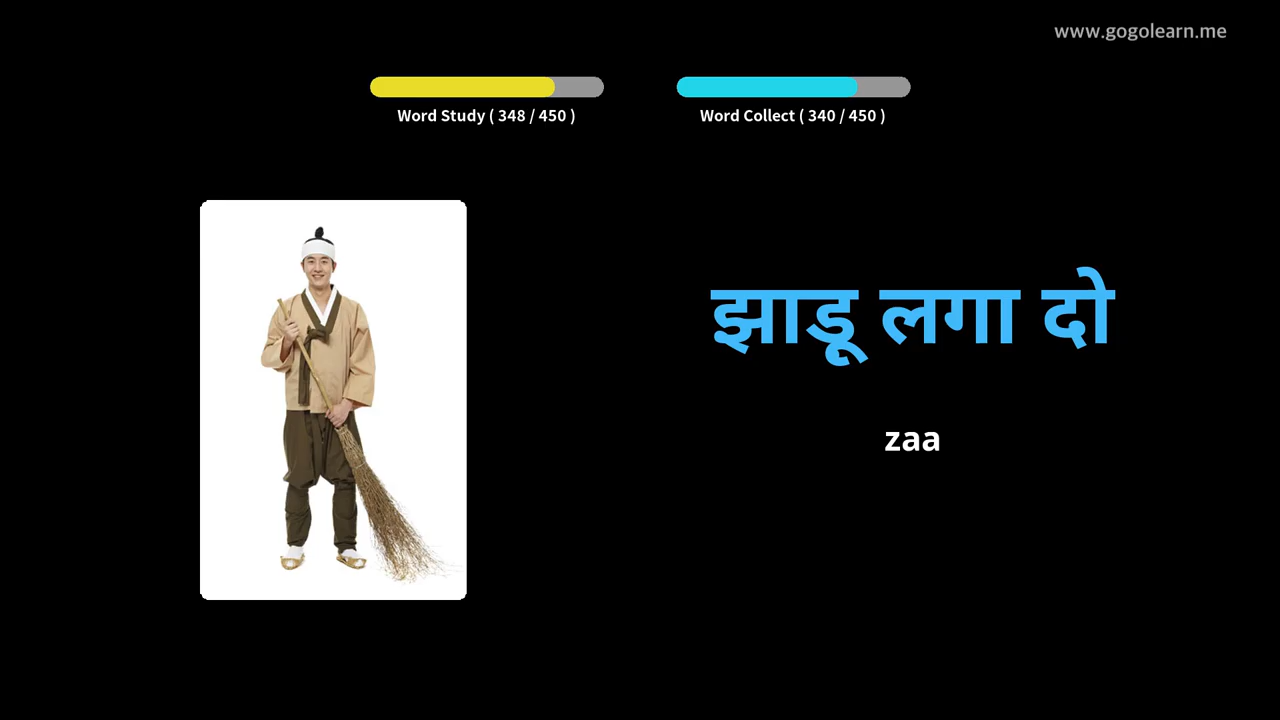 www.gogolearn.me
Word Study ( 348 / 450 )
Word Collect ( 340 / 450 )
झाडू लगा दो
zaa